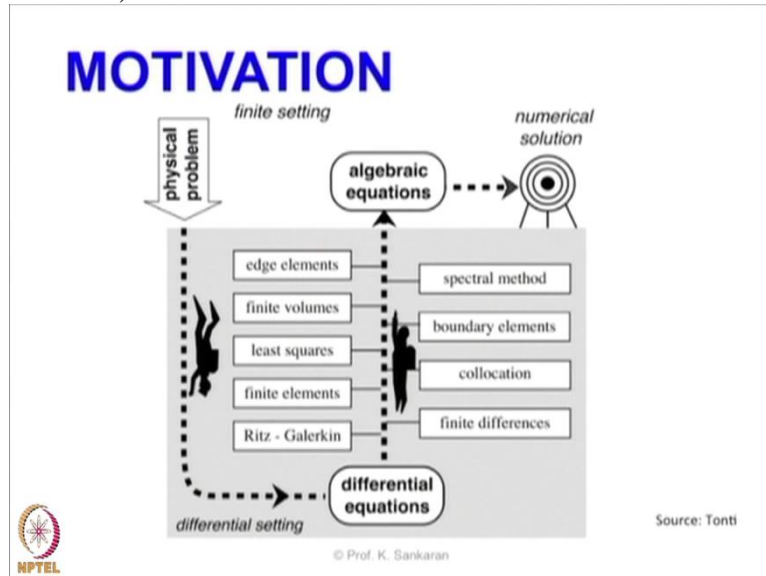 MOTIVATION
finite setting
physical
problem
numerical
solution
algebraic
equations
edge elements
finite volumes
least squares
finite elements
Ritz - Galerkin
spectral method
boundary elements
collocation
finite differences
differential
equations
differential setting
Source: Tonti
© Prof. K. Sankaran
NPTEL